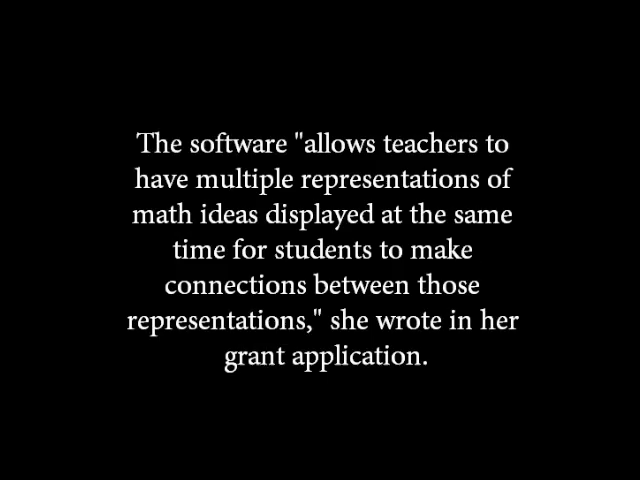 The software "allows teachers to
have multiple representations of
math ideas displayed at the same
time for students to make
connections between those
representations," she wrote in her
grant application.